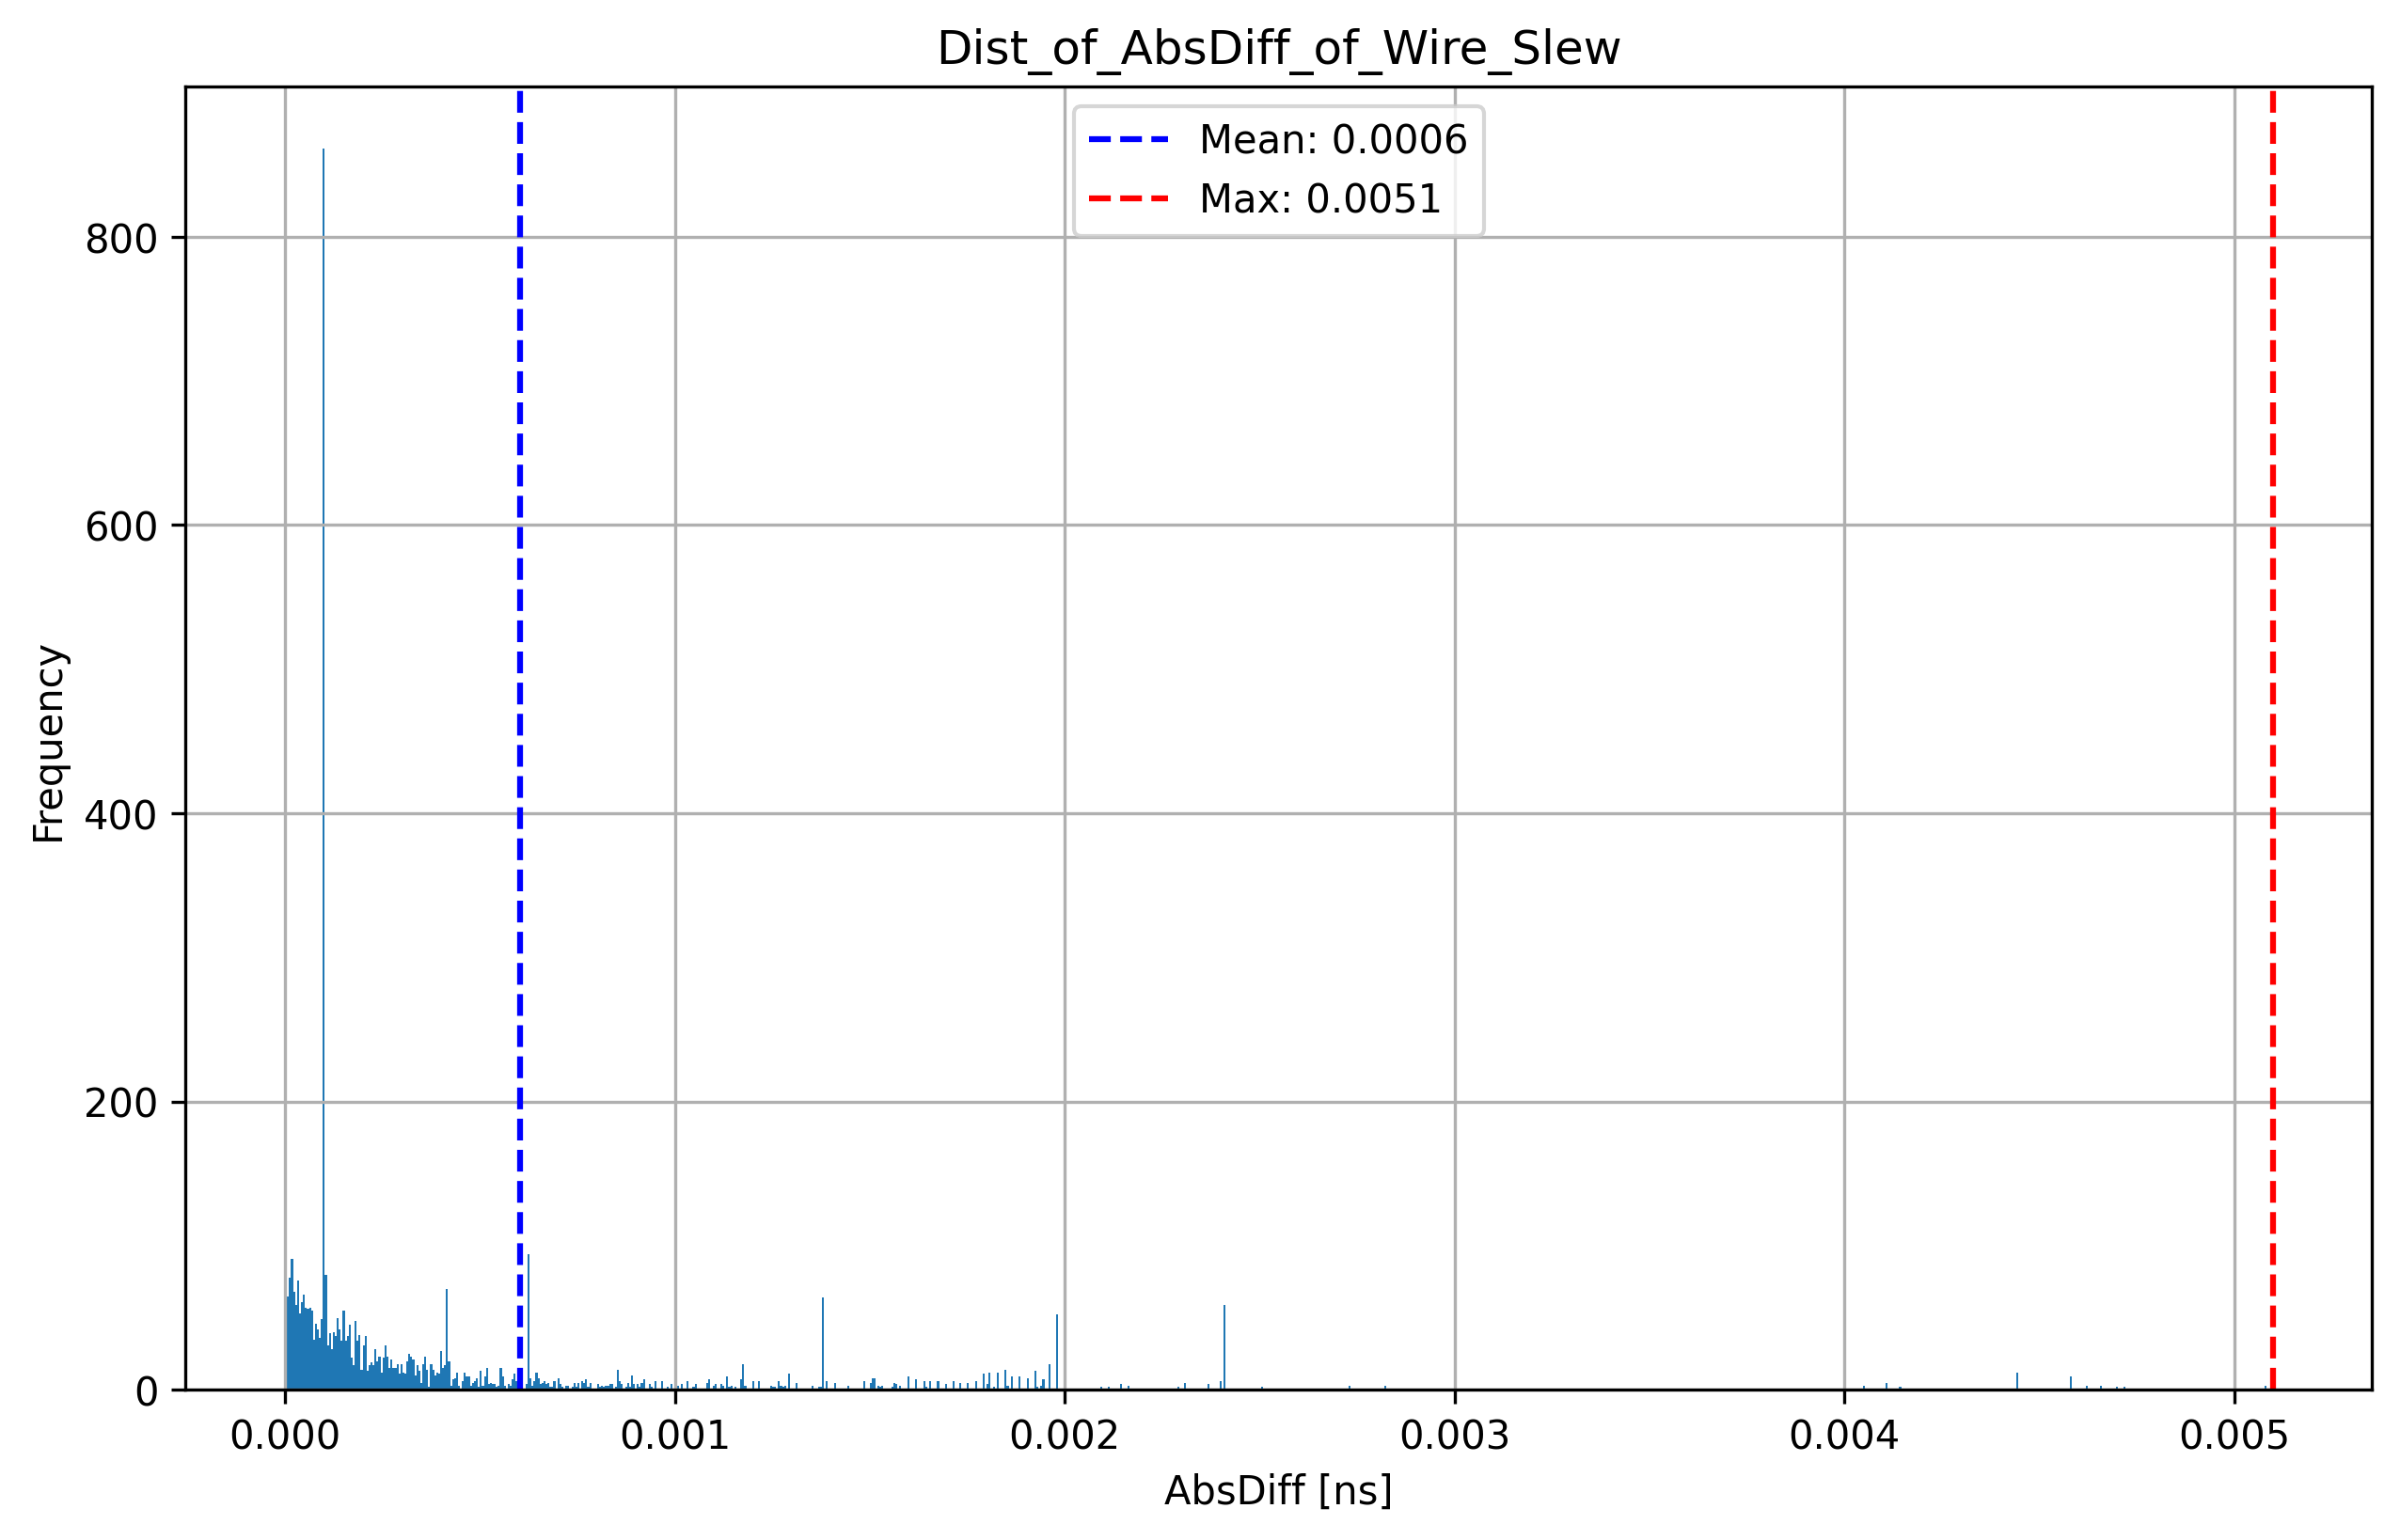 Dist_of_AbsDiff_of_Wire_Slew
Mean: 0.0006
Max: 0.0051
Frequency
800
600
400
200
0
0.000 0.001 0.002 0.003 0.004 0.005
AbsDiff [ns]